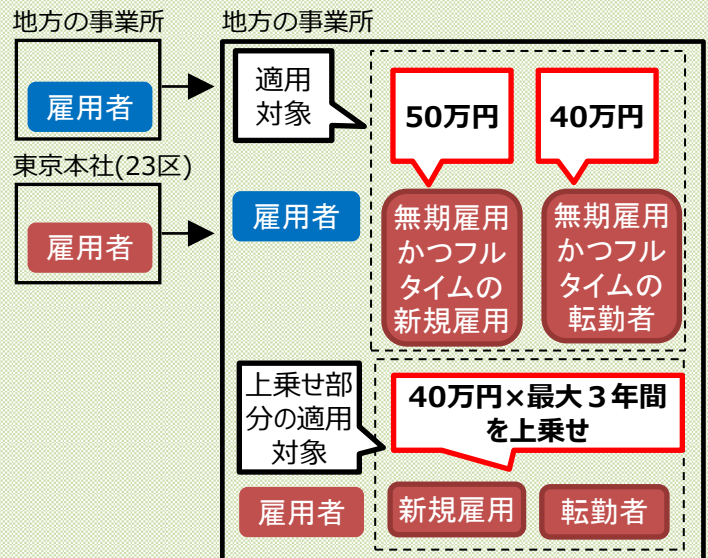 地方の事業所
地方の事業所
雇用者
適用
対象
50万円
40万円
東京本社(23区)
雇用者
雇用者
無期雇用
かつフル
タイムの
新規雇用
無期雇用
かつフル
タイムの
転勤者
上乗せ部
分の適用
対象
40万円×最大３年間
を上乗せ
雇用者
新規雇用
転勤者